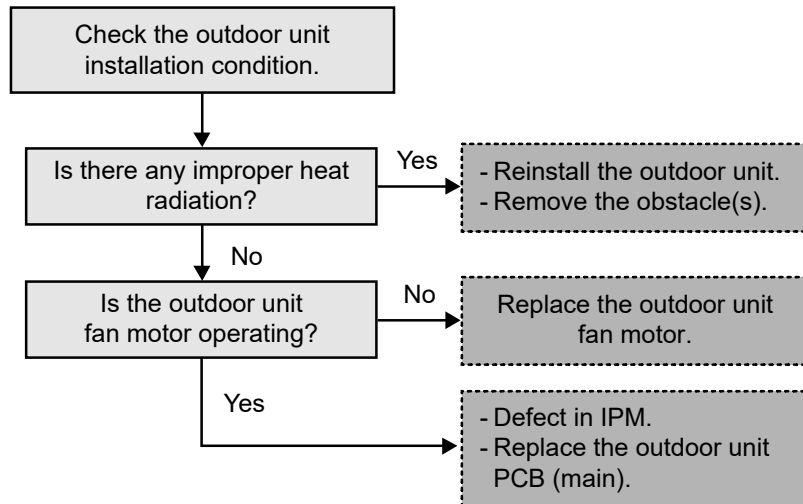 Check the outdoor unit
installation condition.
Is there any improper heat
radiation?
Yes
- Reinstall the outdoor unit.
- Remove the obstacle(s).
No
Is the outdoor unit
fan motor operating?
No
Replace the outdoor unit
fan motor.
Yes
- Defect in IPM.
- Replace the outdoor unit
PCB (main).